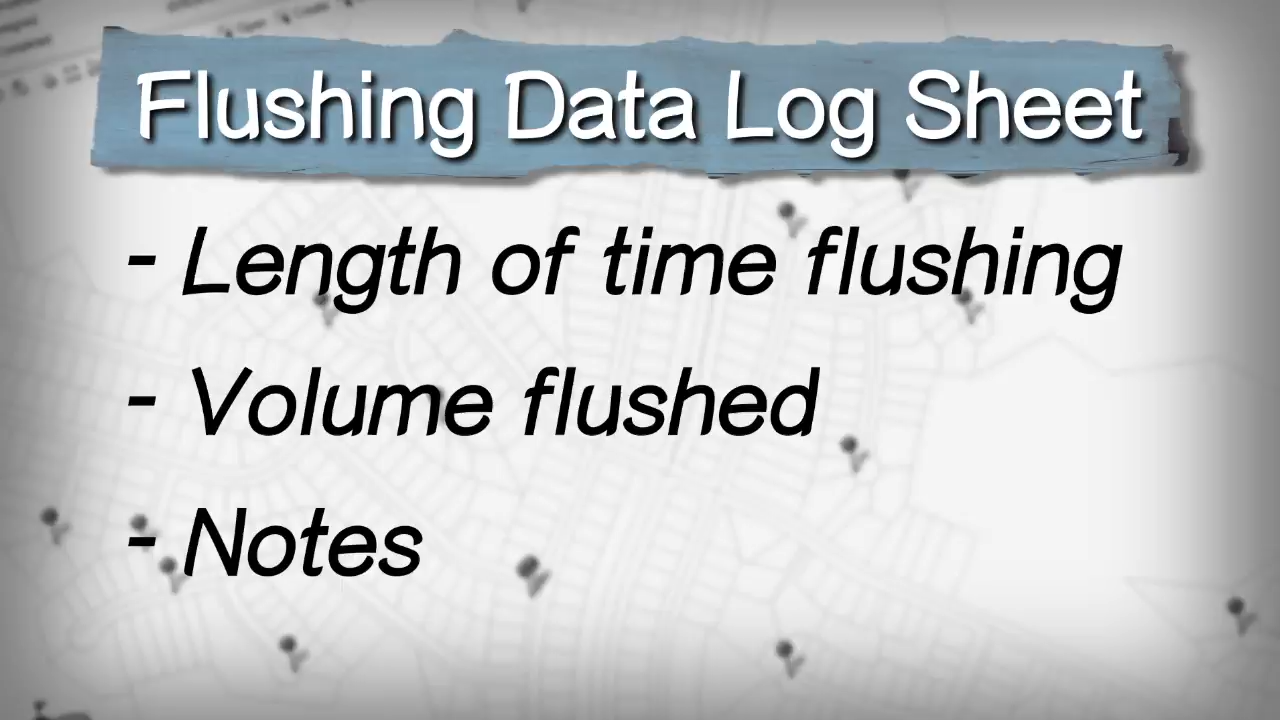 Flushing Data Log Sheet
- Length of time flushing
- Volume flushed
- Notes